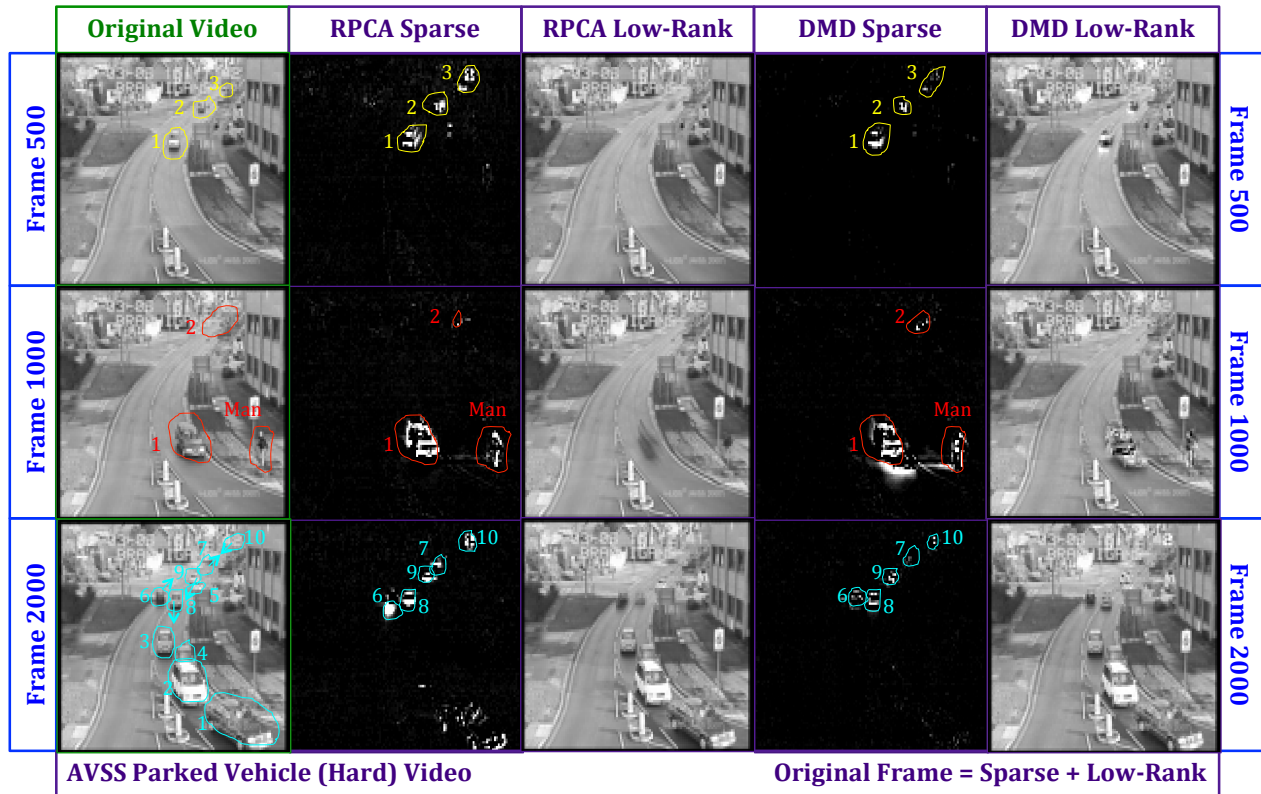 Original Video RPCA Sparse RPCA Low-Rank DMD Sparse DMD Low-Rank
Frame 500
1 2 3
1 2 3
1 2 3
Frame 500
Frame 1000
1 2 Man
1 2 Man
1 2 Man
Frame 1000
Frame 2000
1 2 3 4 5 6 7 8 9 10
6 7 8 9 10
6 7 8 9 10
Frame 2000
AVSS Parked Vehicle (Hard) Video
Original Frame = Sparse + Low-Rank